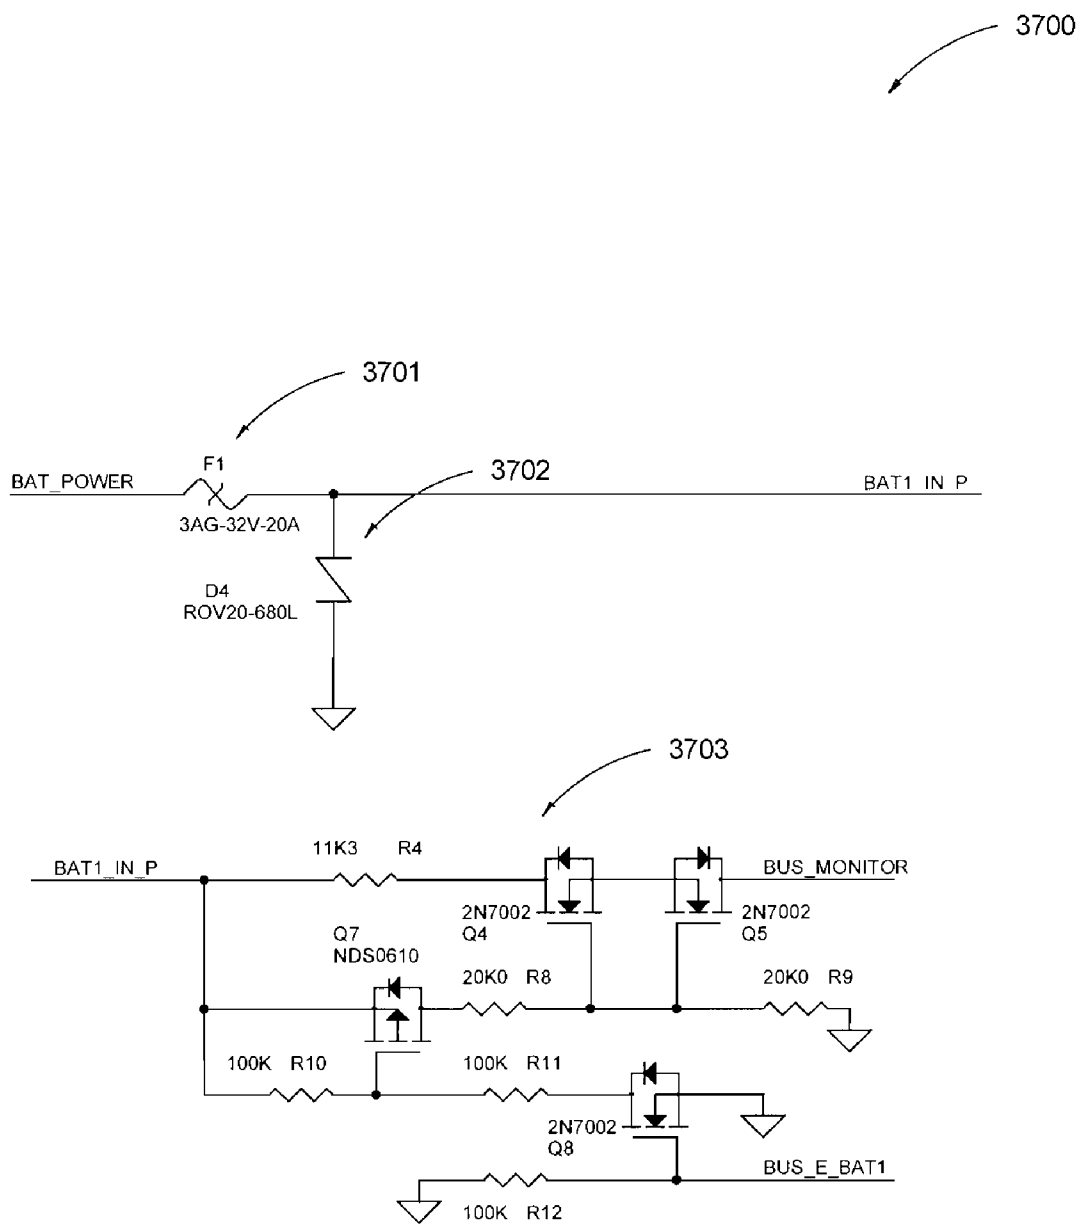 3700
3701
F1
3702
BAT_POWER
BAT1_IN_P
3AG-32V-20A
D4
ROV20-680L
3703
BAT1_IN_P
11K3 R4
BUS_MONITOR
2N7002
Q4
2N7002
Q5
Q7
NDS0610
20K0 R8
20K0 R9
100K R10
100K R11
2N7002
Q8
BUS_E_BAT1
100K R12